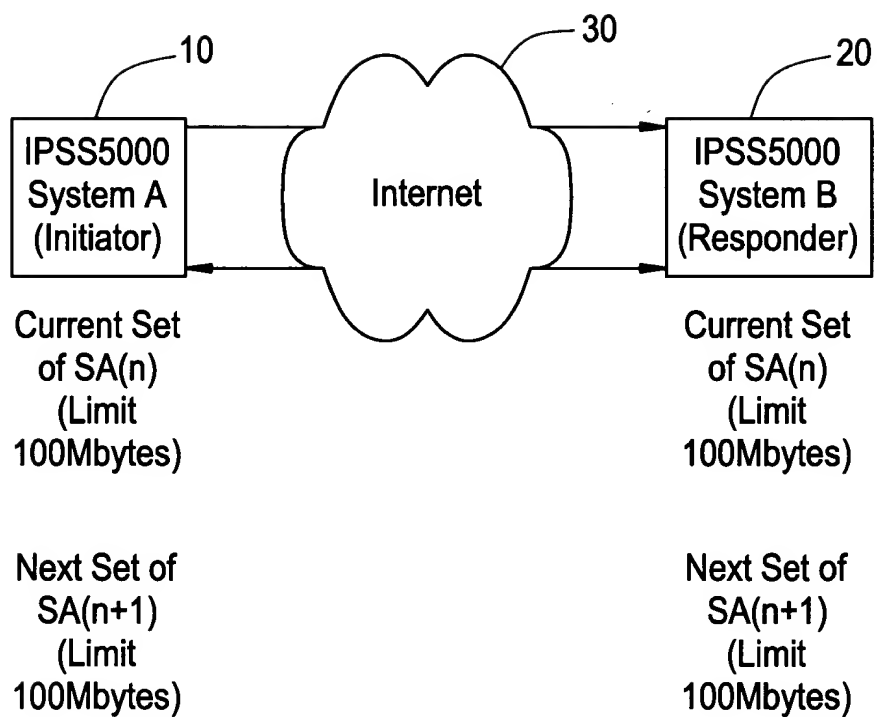 10
30
20
IPSS5000
System A
(Initiator)
Internet
IPSS5000
System B
(Responder)
Current Set
of SA(n)
(Limit
100Mbytes)
Current Set
of SA(n)
(Limit
100Mbytes)
Next Set of
SA(n+1)
(Limit
100Mbytes)
Next Set of
SA(n+1)
(Limit
100Mbytes)